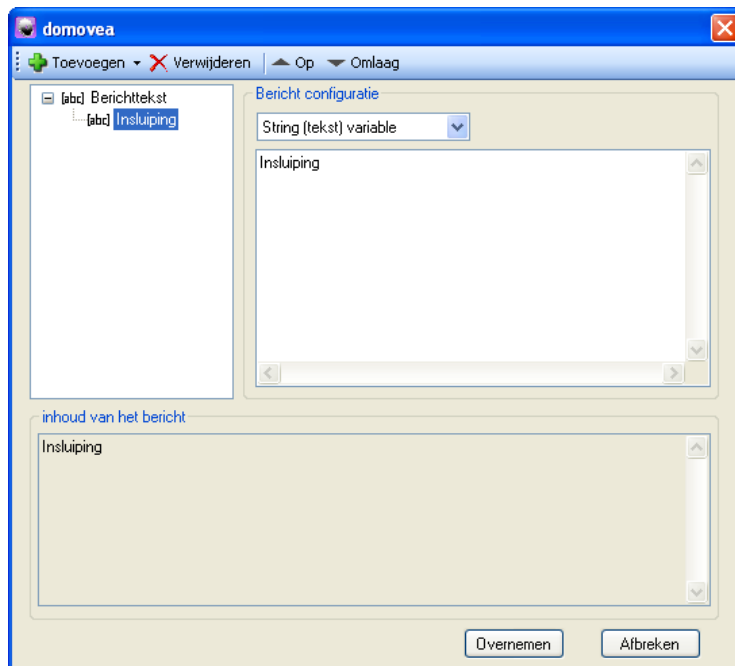 domovea
Toevoegen Verwijderen Op Omlaag
[abc] Berichttekst
[abc] Insluiping
Bericht configuratie
String (tekst) variable
Insluiping
inhoud van het bericht
Insluiping
Overnemen Afbreken